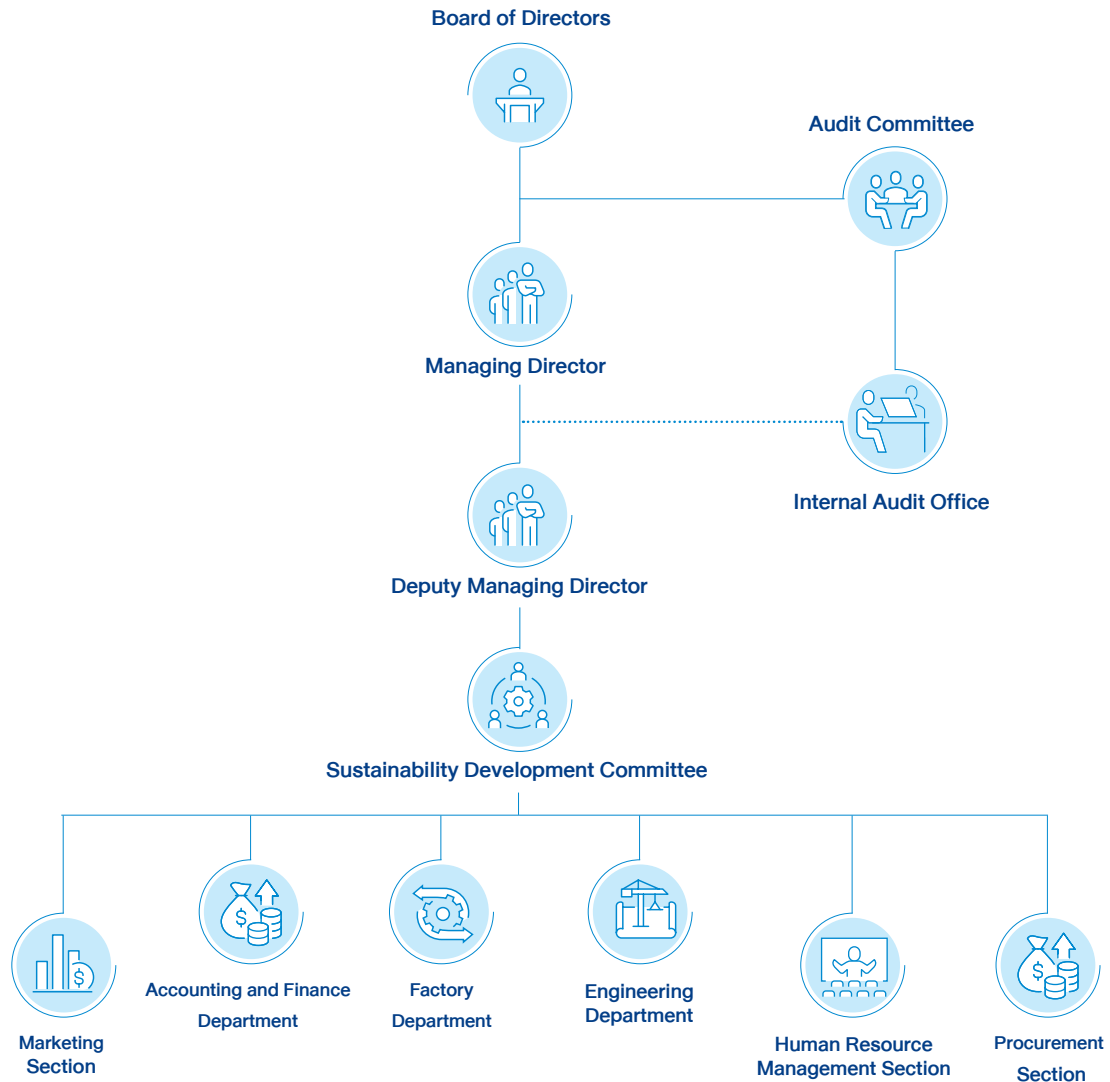 Board of Directors
Audit Committee
Managing Director
Internal Audit Office
Deputy Managing Director
Sustainability Development Committee
Marketing
Section
Accounting and Finance
Department
Factory
Department
Engineering
Department
Human Resource
Management Section
Procurement
Section
$
$
$